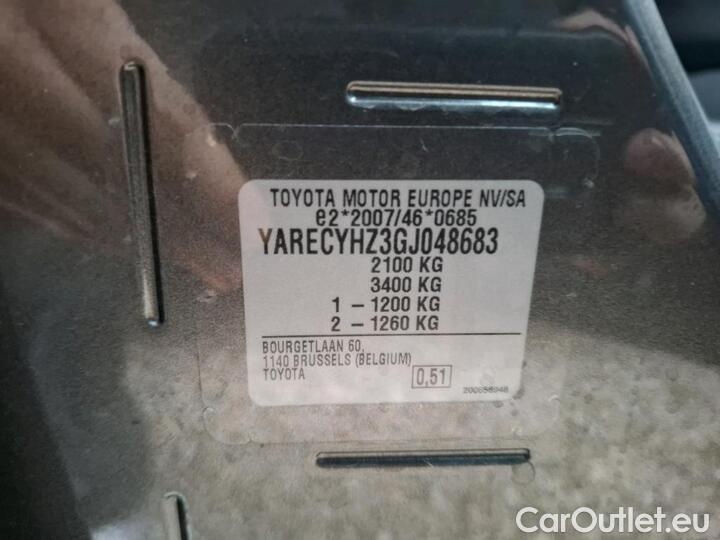 TOYOTA MOTOR EUROPE NV/SA
e2*2007/46*0685
YARECYHZ3GJ048683
2100 KG
3400 KG
1 – 1200 KG
2 – 1260 KG
BOURGETLAAN 60,
1140 BRUSSELS (BELGIUM)
TOYOTA
0,51
CarOutlet.eu